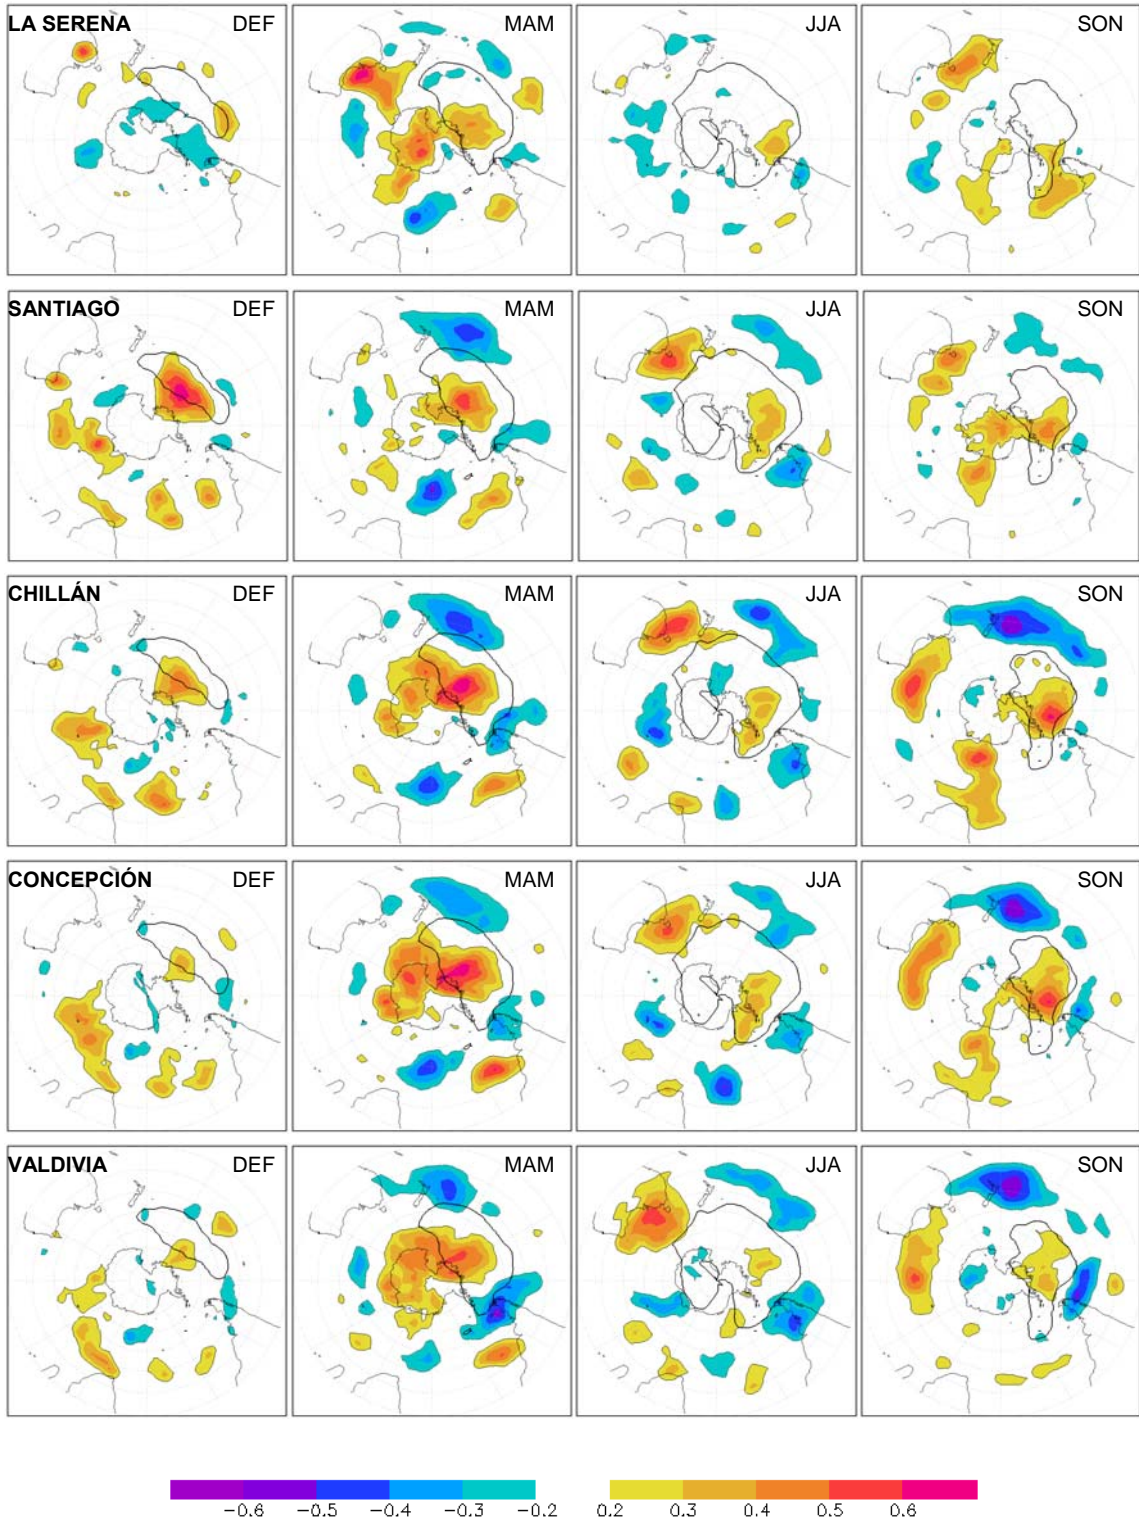 LA SERENA DEF MAM JJA SON
SANTIAGO DEF MAM JJA SON
CHILLÁN DEF MAM JJA SON
CONCEPCIÓN DEF MAM JJA SON
VALDIVIA DEF MAM JJA SON
-0.6 -0.5 -0.4 -0.3 -0.2 0.2 0.3 0.4 0.5 0.6